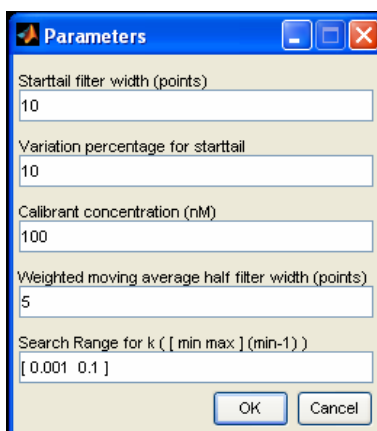 Parameters
Starttail filter width (points)
10
Variation percentage for starttail
10
Calibrant concentration (nM)
100
Weighted moving average half filter width (points)
5
Search Range for k ( [ min max ] (min-1) )
[ 0.001 0.1 ]
OK Cancel